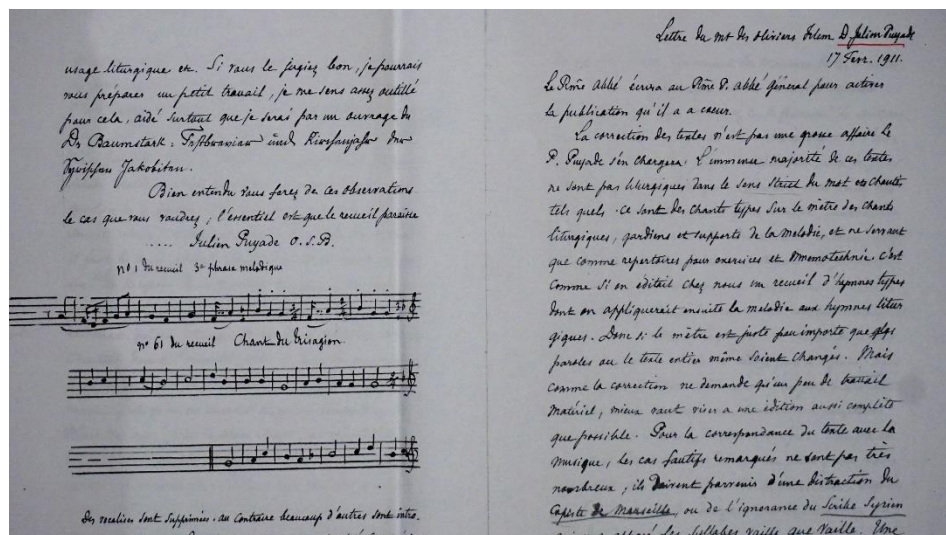 usage liturgique etc. Si vous le jugiez bon, je pourrais
vous préparer un petit travail, je me sens assez outillé
pour cela, aidé surtout que je serai par un ouvrage du
Dr Baumstark : Festbrevier und Kirchenjahr der
Syrischen Jakobiten.
Bien entendu vous ferez de ces observations
le cas que vous voudrez ; l'essentiel est que le recueil paraisse
.... Julien Puyade O.S.B.
no 1 du recueil 3e phrase mélodique
no 61 du recueil Chant du Trisagion.
Des vocalises sont supprimées. au contraire beaucoup d'autres sont intro.
Lettre du mt des oliviers Jslem D. Julien Puyade
17 Fevr. 1911.
Le Rme abbé écrira au Rme P. abbé général pour activer
la publication qu'il a a cœur.
La correction des textes n'est pas une grosse affaire le
P. Puyade s'en chargera. L'immense majorité de ces textes
ne sont pas liturgiques dans le sens strict du mot et chantés
tels quels. ce sont des chants types sur le mètre des chants
liturgiques, gardiens et supports de la mélodie, et ne servant
que comme répertoires pour exercices et Mnemotechnie. c'est
comme si on éditait chez nous un recueil d'hymnes types
dont on appliquerait ensuite la mélodie aux hymnes litur
giques. Donc si le mètre est juste peu importe que qlqs
paroles ou le texte entier même soient changés. Mais
comme la correction ne demande qu'un peu de travail
matériel, mieux vaut viser a une édition aussi complète
que possible. Pour la correspondance du texte avec la
musique, les cas fautifs remarqués ne sont pas très
nombreux ; ils doivent provenir d'une distraction du
Copiste de Marseille, ou de l'ignorance du Scribe Syrien
les syllabes vaille que vaille. Une